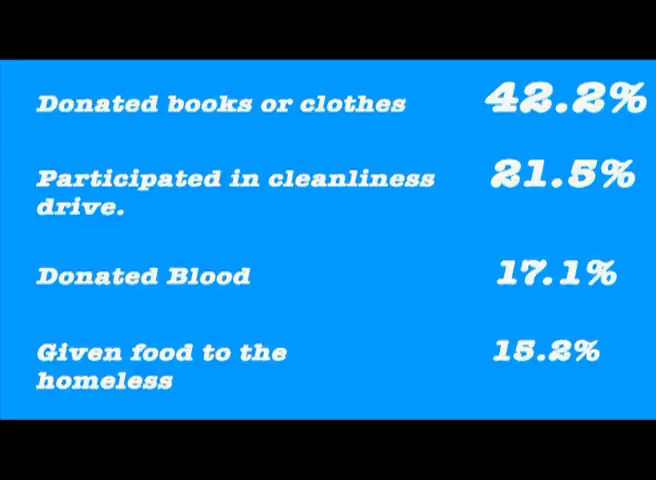 Donated books or clothes 42.2%
Participated in cleanliness 21.5%
drive.
Donated Blood 17.1%
Given food to the 15.2%
homeless